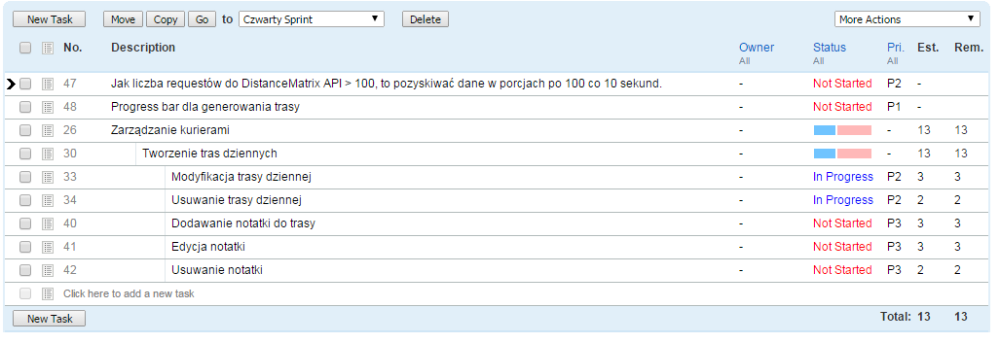 New Task Move Copy Go to Czwarty Sprint Delete More Actions
No. Description Owner Status Pri. Est. Rem.
All All All
47 Jak liczba requestów do DistanceMatrix API > 100, to pozyskiwać dane w porcjach po 100 co 10 sekund. - Not Started P2 -
48 Progress bar dla generowania trasy - Not Started P1 -
26 Zarządzanie kurierami - - 13 13
30 Tworzenie tras dziennych - - 13 13
33 Modyfikacja trasy dziennej - In Progress P2 3 3
34 Usuwanie trasy dziennej - In Progress P2 2 2
40 Dodawanie notatki do trasy - Not Started P3 3 3
41 Edycja notatki - Not Started P3 3 3
42 Usuwanie notatki - Not Started P3 2 2
Click here to add a new task
New Task Total: 13 13